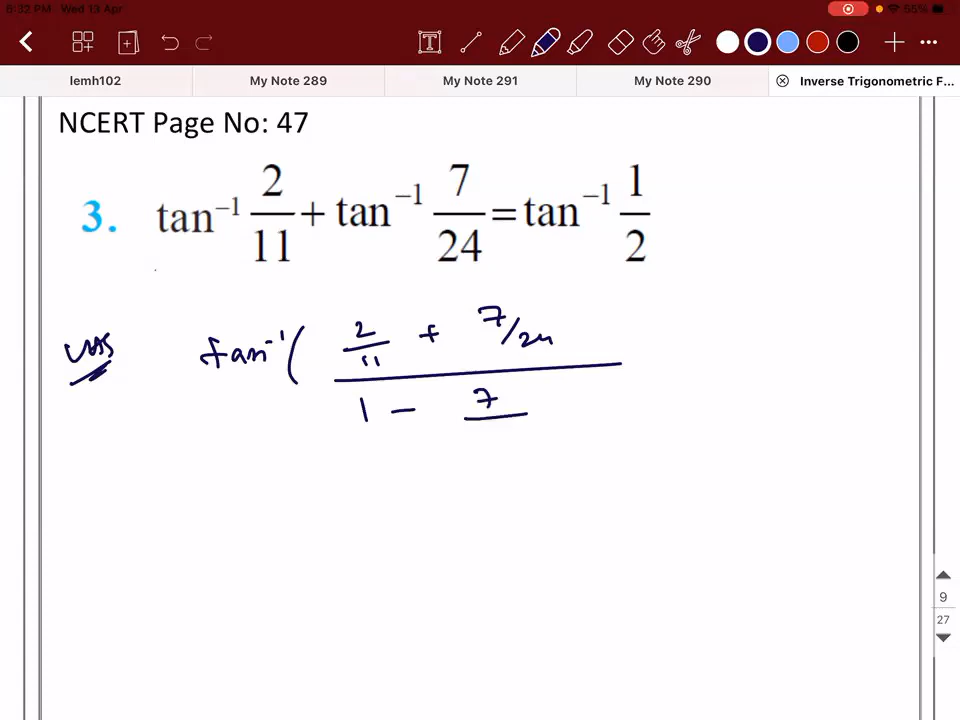 6:32 PM Wed 13 Apr
55%
T
lemh102
My Note 289
My Note 291
My Note 290
Inverse Trigonometric F...
NCERT Page No: 47
3. tan⁻¹ 2/11 + tan⁻¹ 7/24 = tan⁻¹ 1/2
LHS tan⁻¹( 2/11 + 7/24
1 - 7
9
27